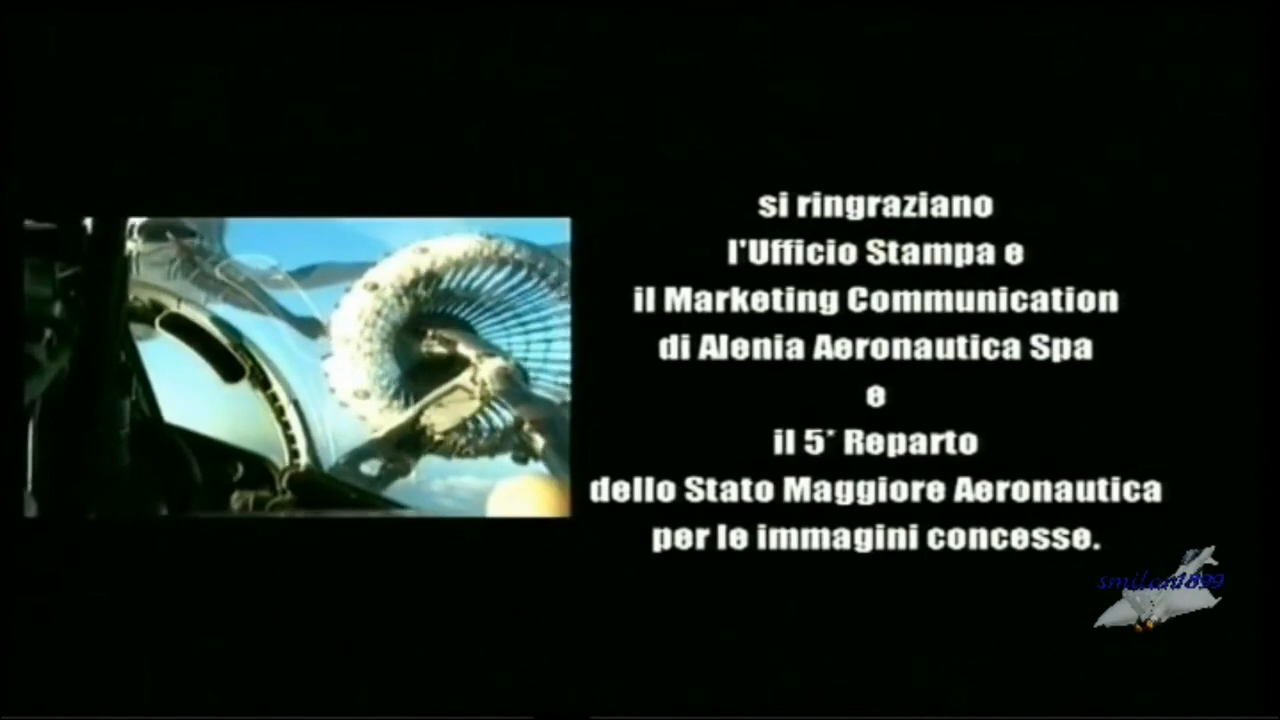 si ringraziano
l'Ufficio Stampa e
il Marketing Communication
di Alenia Aeronautica Spa
e
il 5° Reparto
dello Stato Maggiore Aeronautica
per le immagini concesse.
smilan1899